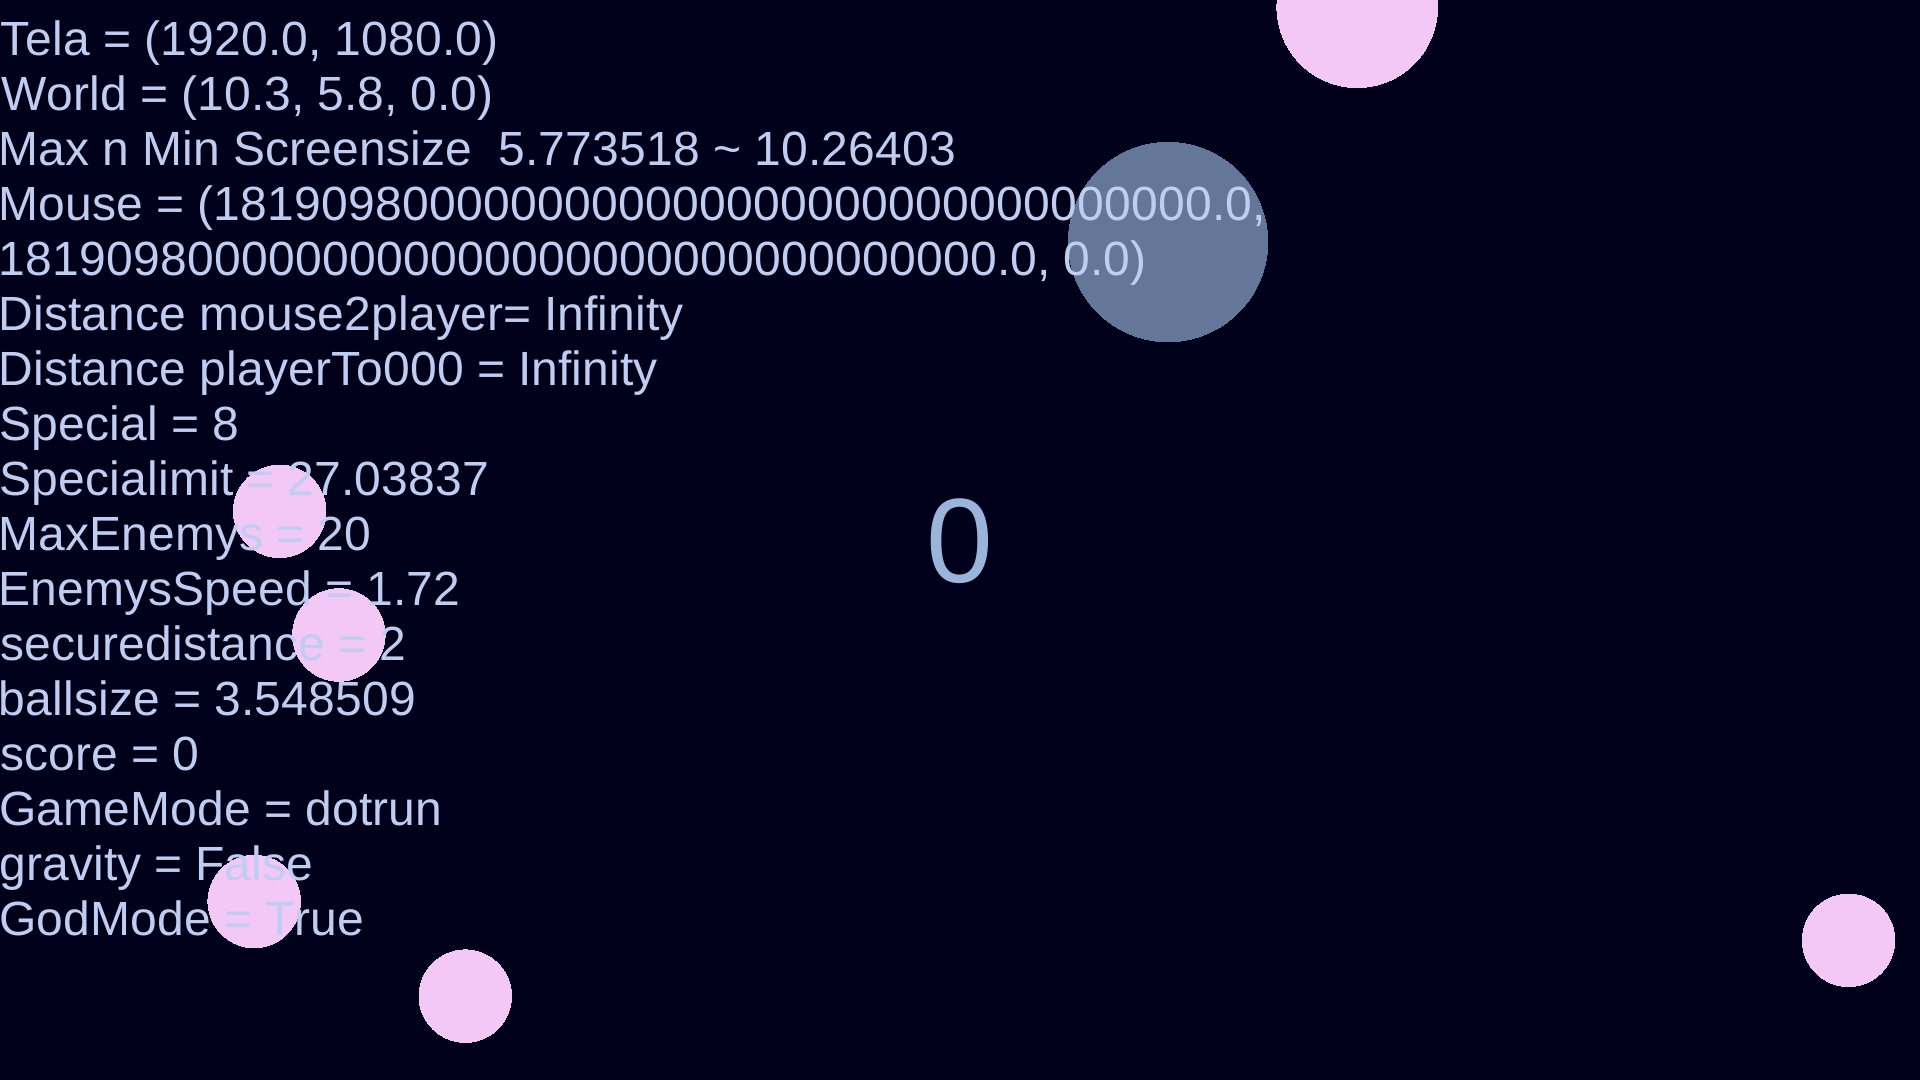 Tela = (1920.0, 1080.0)
World = (10.3, 5.8, 0.0)
Max n Min Screensize  5.773518 ~ 10.26403
Mouse = (1819098000000000000000000000000000000.0,
1819098000000000000000000000000000000.0, 0.0)
Distance mouse2player= Infinity
Distance playerTo000 = Infinity
Special = 8
Specialimit = 27.03837
MaxEnemys = 20
0
EnemysSpeed = 1.72
securedistance = 2
ballsize = 3.548509
score = 0
GameMode = dotrun
gravity = False
GodMode = True